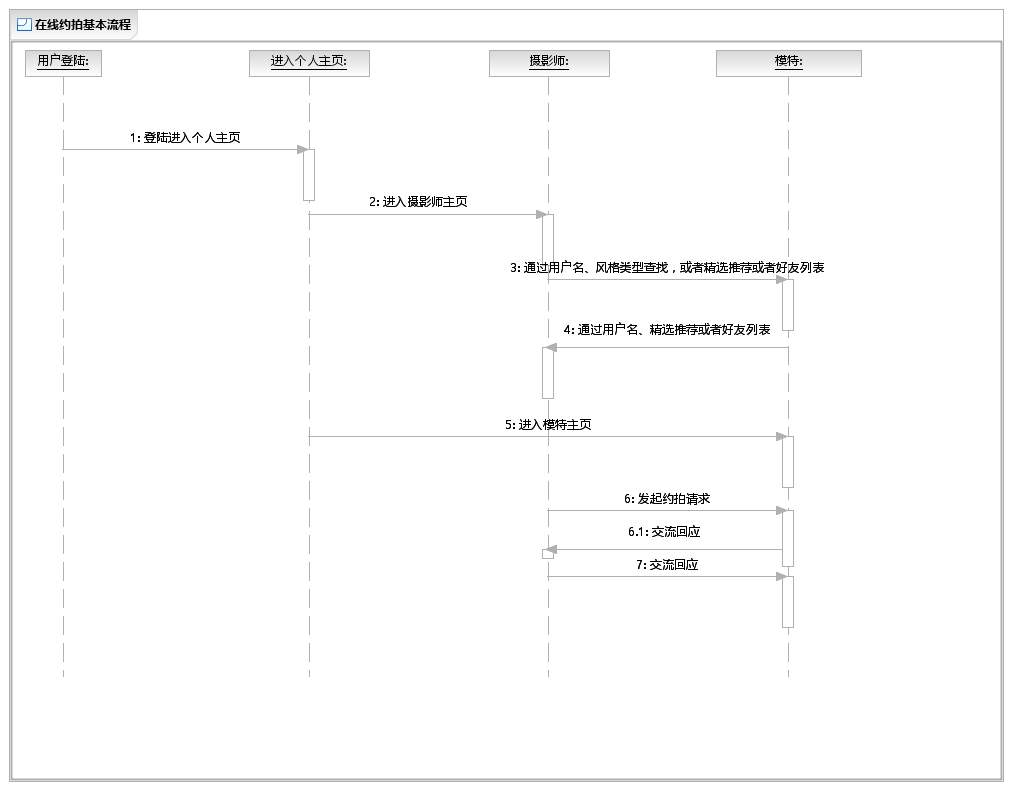 在线约拍基本流程
用户登陆:
进入个人主页:
摄影师:
模特:
1: 登陆进入个人主页
2: 进入摄影师主页
3: 通过用户名、风格类型查找，或者精选推荐或者好友列表
4: 通过用户名、精选推荐或者好友列表
5: 进入模特主页
6: 发起约拍请求
6.1: 交流回应
7: 交流回应